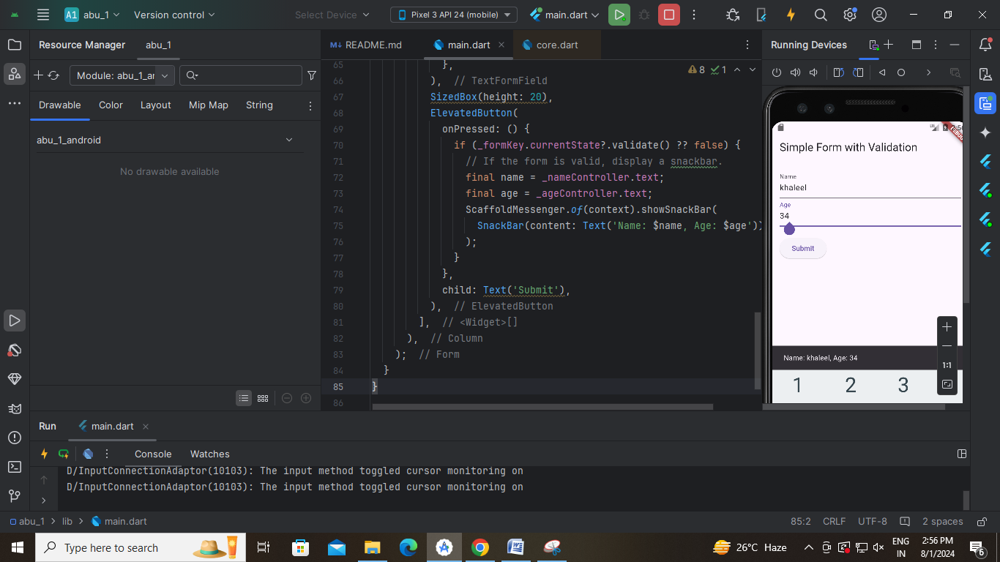 A1 abu_1 Version control Select Device Pixel 3 API 24 (mobile) main.dart
Resource Manager abu_1 README.md main.dart core.dart Running Devices
Module: abu_1_ar
Drawable Color Layout Mip Map String
abu_1_android
No drawable available
8 1
65 },
66 ), // TextFormField
67 SizedBox(height: 20),
68 ElevatedButton(
69 onPressed: () {
70 if (_formKey.currentState?.validate() ?? false) {
71 // If the form is valid, display a snackbar.
72 final name = _nameController.text;
73 final age = _ageController.text;
74 ScaffoldMessenger.of(context).showSnackBar(
75 SnackBar(content: Text('Name: $name, Age: $age'))
76 );
77 }
78 },
79 child: Text('Submit'),
80 ), // ElevatedButton
81 ], // <Widget>[]
82 ), // Column
83 ); // Form
84 }
85 }
86
Simple Form with Validation
Name
khaleel
Age
34
Submit
Name: khaleel, Age: 34
1 2 3
1:1
Run main.dart
Console Watches
D/InputConnectionAdaptor(10103): The input method toggled cursor monitoring on
D/InputConnectionAdaptor(10103): The input method toggled cursor monitoring on
abu_1 > lib > main.dart 85:2 CRLF UTF-8 2 spaces
Type here to search 26°C Haze ENG IN 2:56 PM 8/1/2024 6